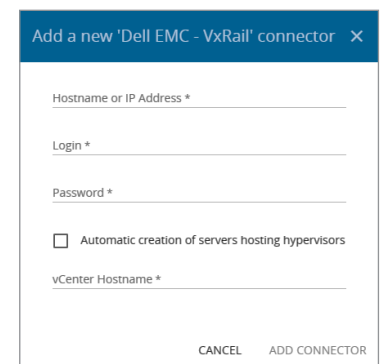 Add a new 'Dell EMC - VxRail' connector ×
Hostname or IP Address *
Login *
Password *
Automatic creation of servers hosting hypervisors
vCenter Hostname *
CANCEL ADD CONNECTOR